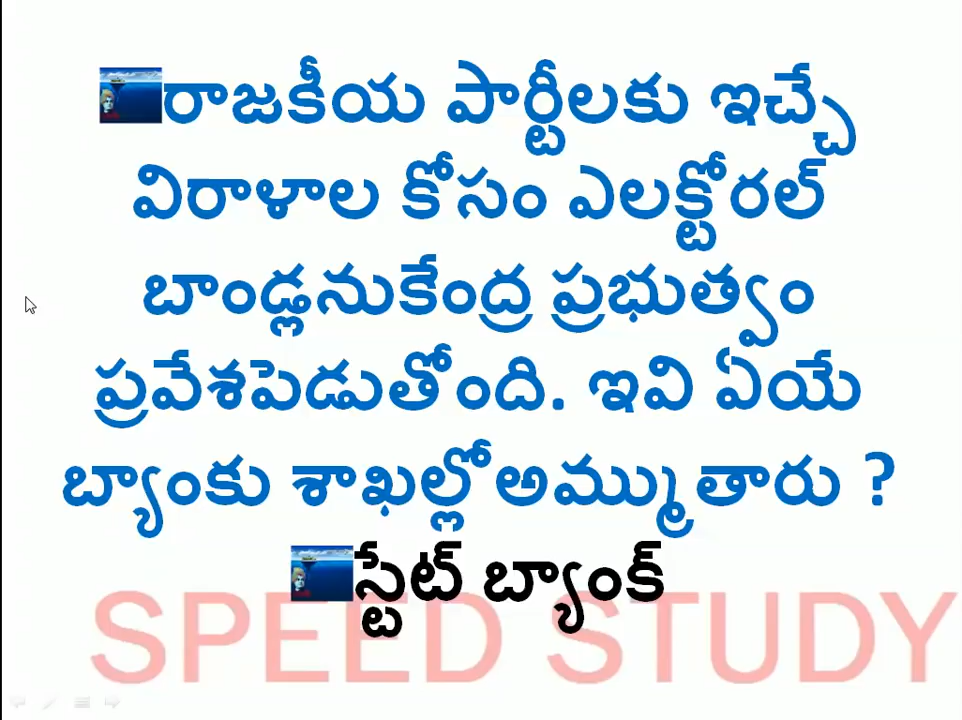 రాజకీయ పార్టీలకు ఇచ్చే
విరాళాల కోసం ఎలక్టోరల్
బాండ్లనుకేంద్ర ప్రభుత్వం
ప్రవేశపెడుతోంది. ఇవి ఏయే
బ్యాంకు శాఖల్లోఅమ్ముతారు ?
స్టేట్ బ్యాంక్
SPEED STUDY